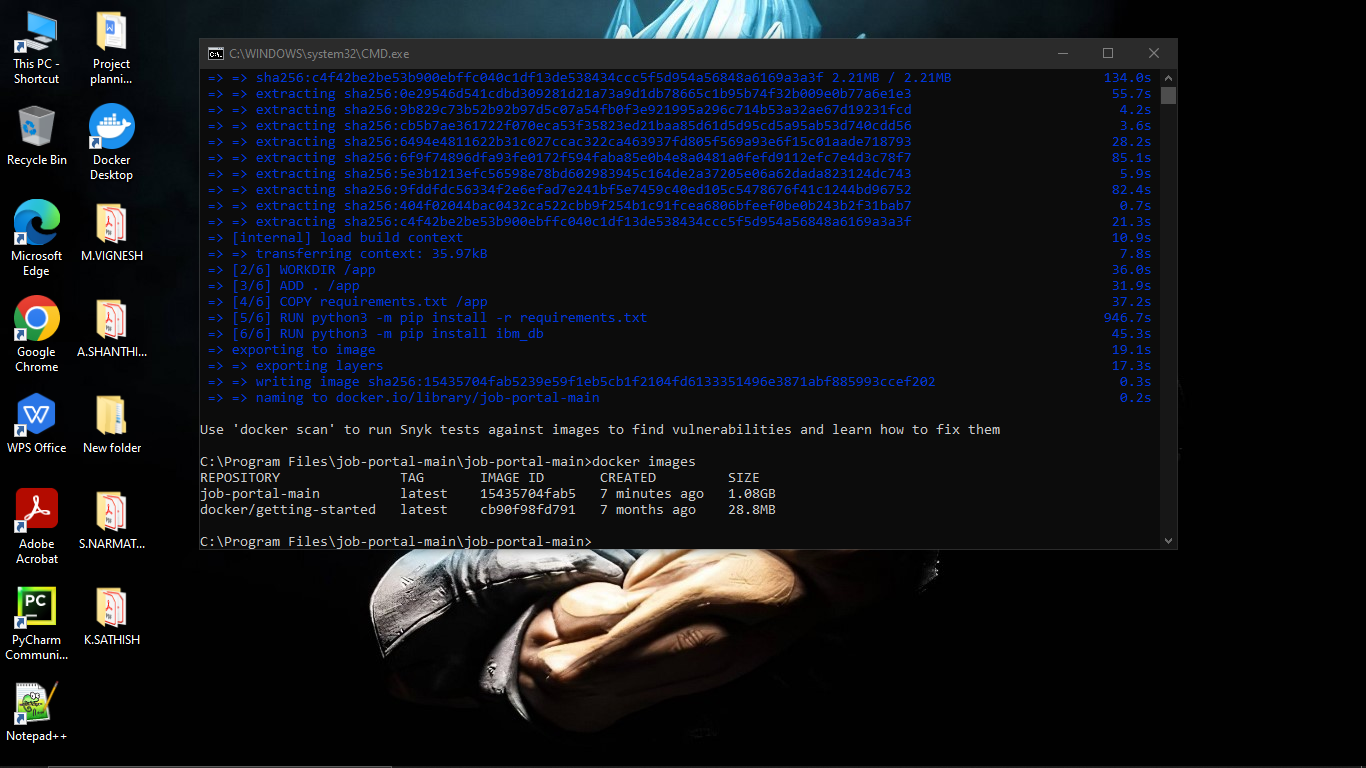 This PC -
Shortcut
Project
planni...
Recycle Bin
Docker
Desktop
Microsoft
Edge
M.VIGNESH
Google
Chrome
A.SHANTHI...
WPS Office
New folder
Adobe
Acrobat
S.NARMAT...
PC
PyCharm
Communi...
K.SATHISH
Notepad++
C:\WINDOWS\system32\CMD.exe
=> => sha256:c4f42be2be53b900ebffc040c1df13de538434ccc5f5d954a56848a6169a3a3f 2.21MB / 2.21MB 134.0s
=> => extracting sha256:0e29546d541cdbd309281d21a73a9d1db78665c1b95b74f32b009e0b77a6e1e3 55.7s
=> => extracting sha256:9b829c73b52b92b97d5c07a54fb0f3e921995a296c714b53a32ae67d19231fcd 4.2s
=> => extracting sha256:cb5b7ae361722f070eca53f35823ed21baa85d61d5d95cd5a95ab53d740cdd56 3.6s
=> => extracting sha256:6494e4811622b31c027ccac322ca463937fd805f569a93e6f15c01aade718793 28.2s
=> => extracting sha256:6f9f74896dfa93fe0172f594faba85e0b4e8a0481a0fefd9112efc7e4d3c78f7 85.1s
=> => extracting sha256:5e3b1213efc56598e78bd602983945c164de2a37205e06a62dada823124dc743 5.9s
=> => extracting sha256:9fddfdc56334f2e6efad7e241bf5e7459c40ed105c5478676f41c1244bd96752 82.4s
=> => extracting sha256:404f02044bac0432ca522cbb9f254b1c91fcea6806bfeef0be0b243b2f31bab7 0.7s
=> => extracting sha256:c4f42be2be53b900ebffc040c1df13de538434ccc5f5d954a56848a6169a3a3f 21.3s
=> [internal] load build context 10.9s
=> => transferring context: 35.97kB 7.8s
=> [2/6] WORKDIR /app 36.0s
=> [3/6] ADD . /app 31.9s
=> [4/6] COPY requirements.txt /app 37.2s
=> [5/6] RUN python3 -m pip install -r requirements.txt 946.7s
=> [6/6] RUN python3 -m pip install ibm_db 45.3s
=> exporting to image 19.1s
=> => exporting layers 17.3s
=> => writing image sha256:15435704fab5239e59f1eb5cb1f2104fd6133351496e3871abf885993ccef202 0.3s
=> => naming to docker.io/library/job-portal-main 0.2s
Use 'docker scan' to run Snyk tests against images to find vulnerabilities and learn how to fix them
C:\Program Files\job-portal-main\job-portal-main>docker images
REPOSITORY TAG IMAGE ID CREATED SIZE
job-portal-main latest 15435704fab5 7 minutes ago 1.08GB
docker/getting-started latest cb90f98fd791 7 months ago 28.8MB
C:\Program Files\job-portal-main\job-portal-main>